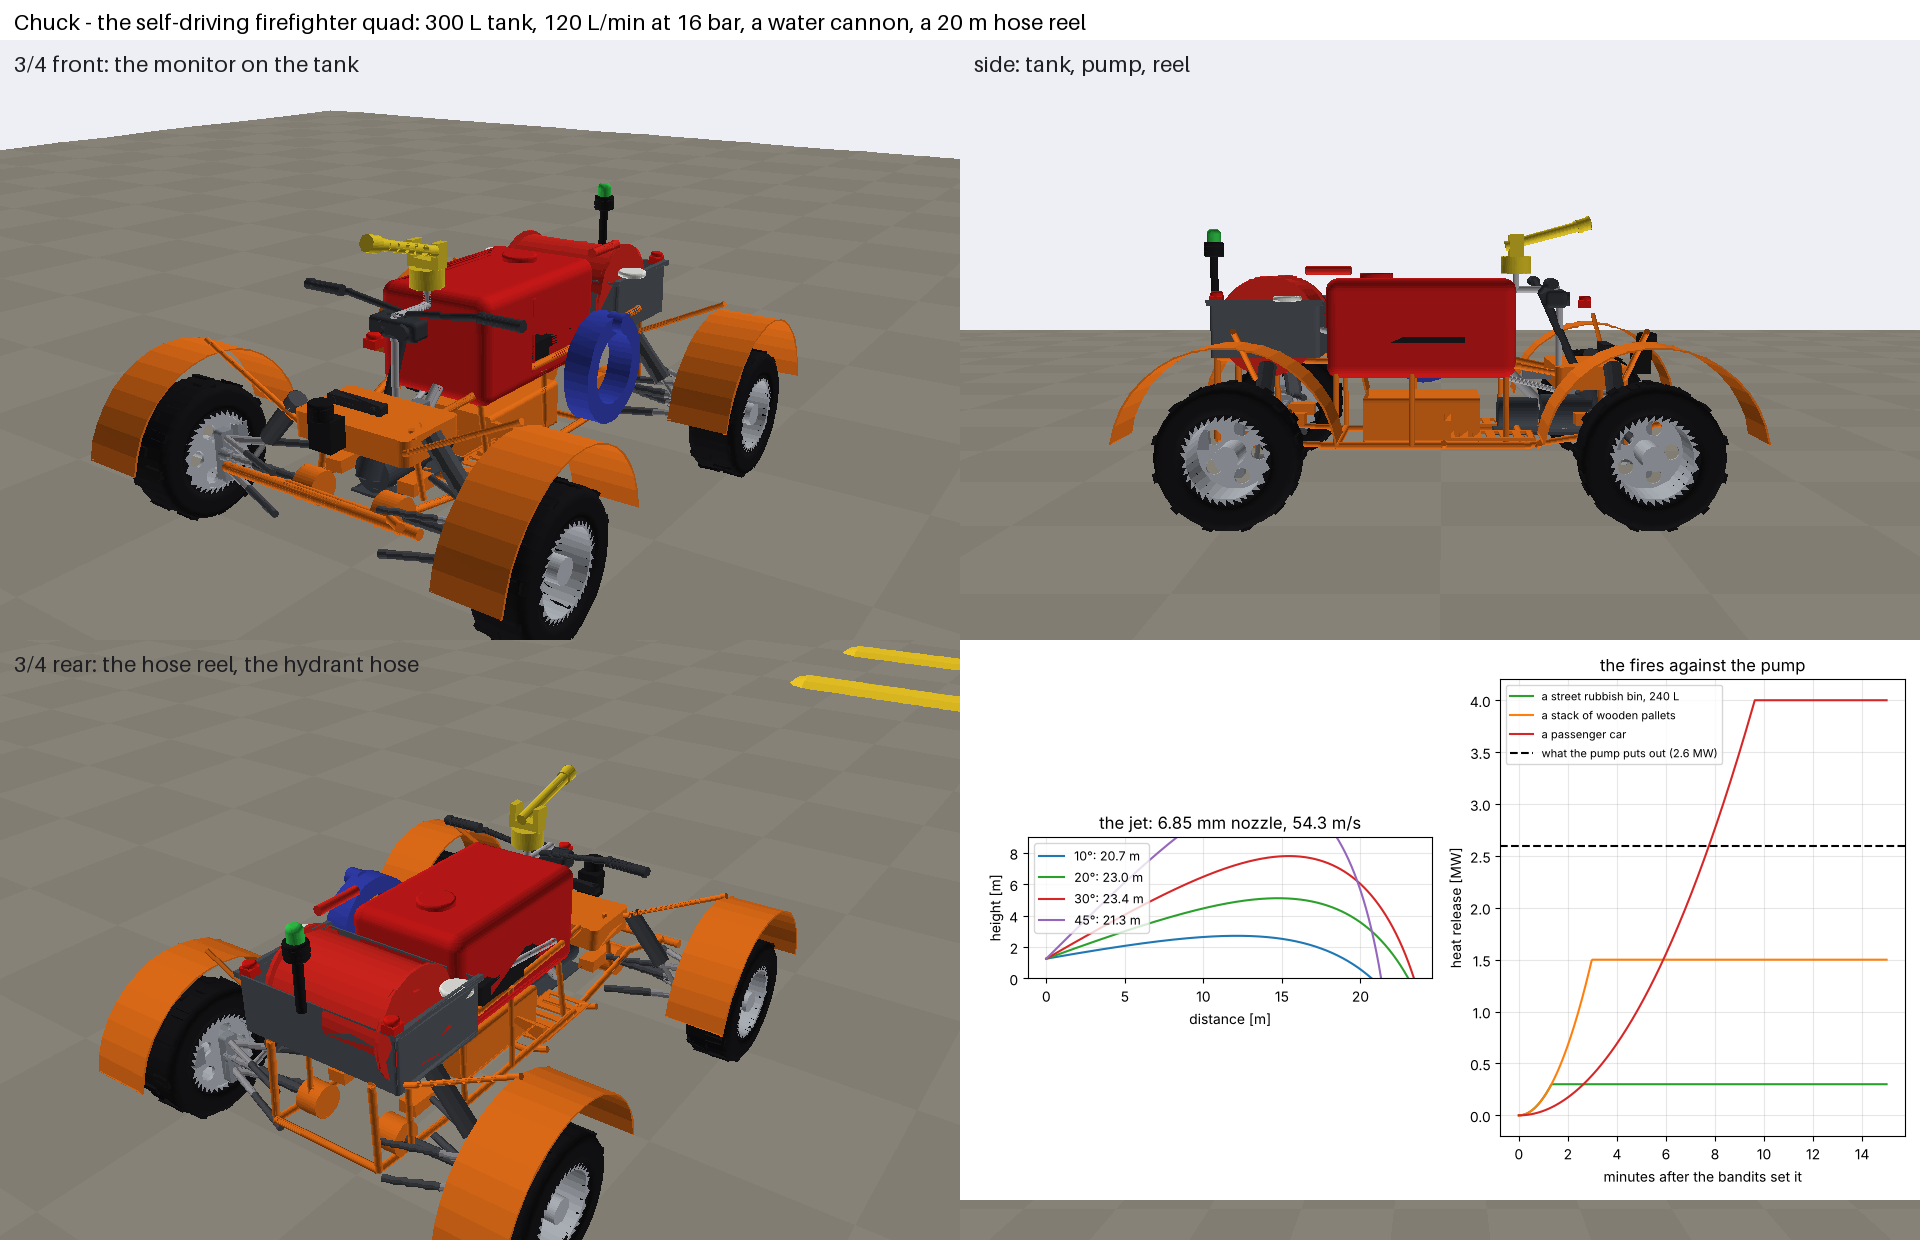 Chuck - the self-driving firefighter quad: 300 L tank, 120 L/min at 16 bar, a water cannon, a 20 m hose reel
3/4 front: the monitor on the tank
side: tank, pump, reel
3/4 rear: the hose reel, the hydrant hose
the jet: 6.85 mm nozzle, 54.3 m/s
10°: 20.7 m
20°: 23.0 m
30°: 23.4 m
45°: 21.3 m
height [m]
8
6
4
2
0
0 5 10 15 20
distance [m]
the fires against the pump
a street rubbish bin, 240 L
a stack of wooden pallets
a passenger car
what the pump puts out (2.6 MW)
heat release [MW]
4.0
3.5
3.0
2.5
2.0
1.5
1.0
0.5
0.0
0 2 4 6 8 10 12 14
minutes after the bandits set it